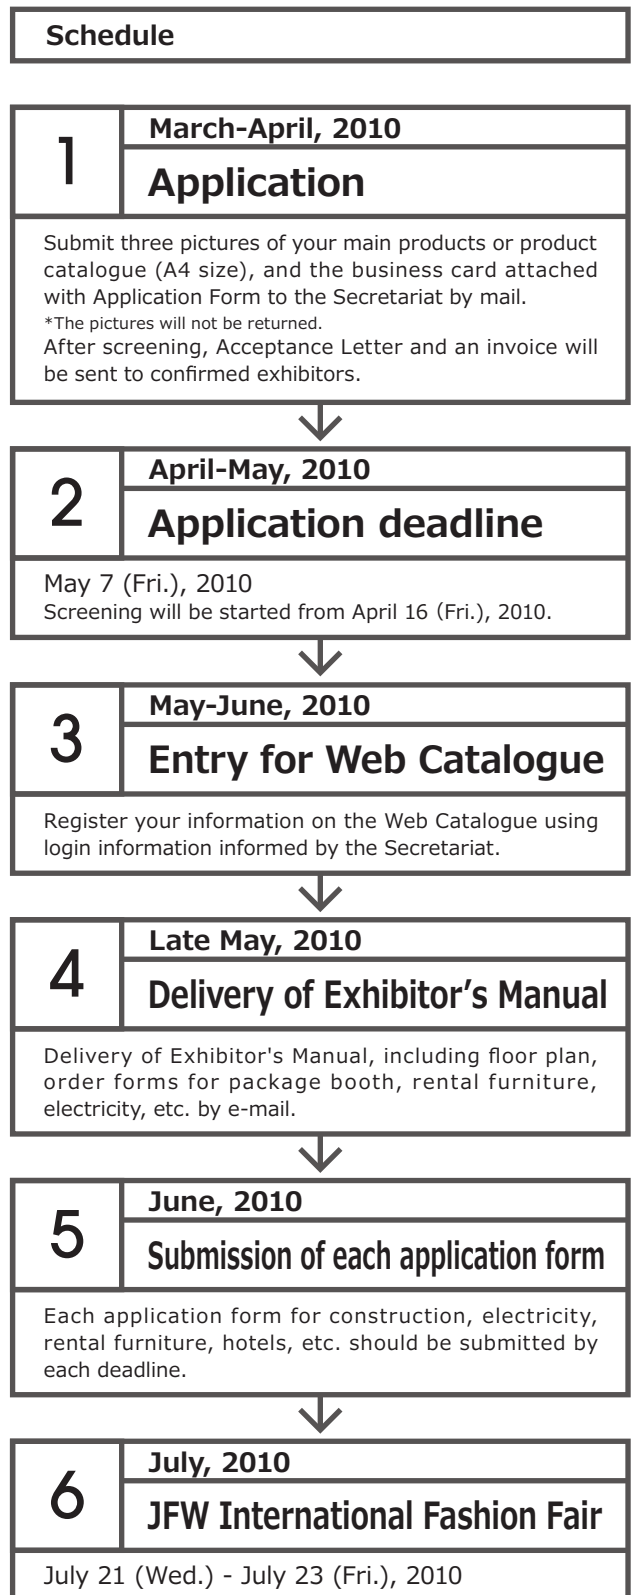 Schedule
1
March-April, 2010
Application
Submit three pictures of your main products or product
catalogue (A4 size), and the business card attached
with Application Form to the Secretariat by mail.
*The pictures will not be returned.
After screening, Acceptance Letter and an invoice will
be sent to confirmed exhibitors.
2
April-May, 2010
Application deadline
May 7 (Fri.), 2010
Screening will be started from April 16 (Fri.), 2010.
3
May-June, 2010
Entry for Web Catalogue
Register your information on the Web Catalogue using
login information informed by the Secretariat.
4
Late May, 2010
Delivery of Exhibitor’s Manual
Delivery of Exhibitor's Manual, including floor plan,
order forms for package booth, rental furniture,
electricity, etc. by e-mail.
5
June, 2010
Submission of each application form
Each application form for construction, electricity,
rental furniture, hotels, etc. should be submitted by
each deadline.
6
July, 2010
JFW International Fashion Fair
July 21 (Wed.) - July 23 (Fri.), 2010